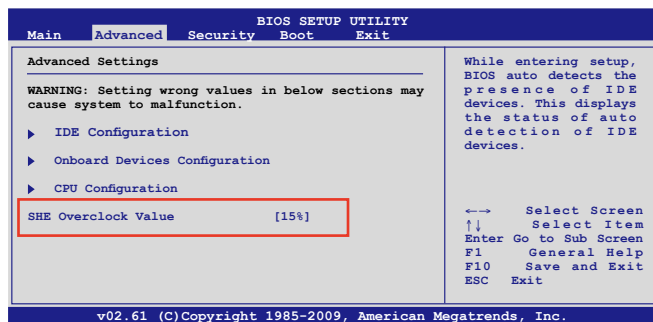 BIOS SETUP UTILITY
Main Advanced Security Boot Exit
Advanced Settings
WARNING: Setting wrong values in below sections may
cause system to malfunction.
IDE Configuration
Onboard Devices Configuration
CPU Configuration
SHE Overclock Value [15%]
While entering setup,
BIOS auto detects the
presence of IDE
devices. This displays
the status of auto
detection of IDE
devices.
←→ Select Screen
↑↓ Select Item
Enter Go to Sub Screen
F1 General Help
F10 Save and Exit
ESC Exit
v02.61 (C)Copyright 1985-2009, American Megatrends, Inc.